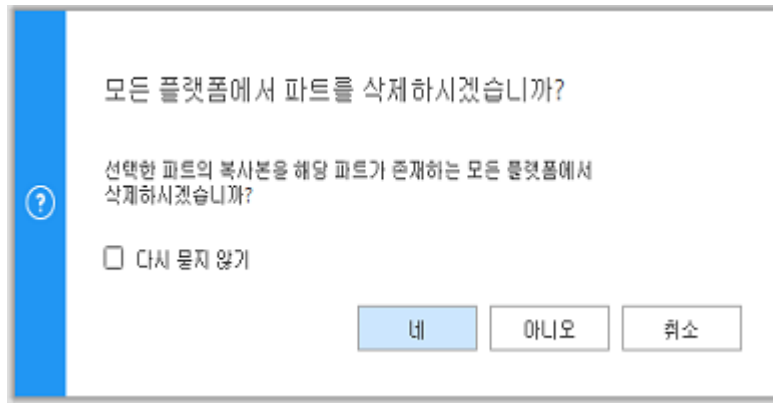 모든 플랫폼에서 파트를 삭제하시겠습니까?
선택한 파트의 복사본을 해당 파트가 존재하는 모든 플랫폼에서
삭제하시겠습니까?
다시 묻지 않기
네
아니오
취소